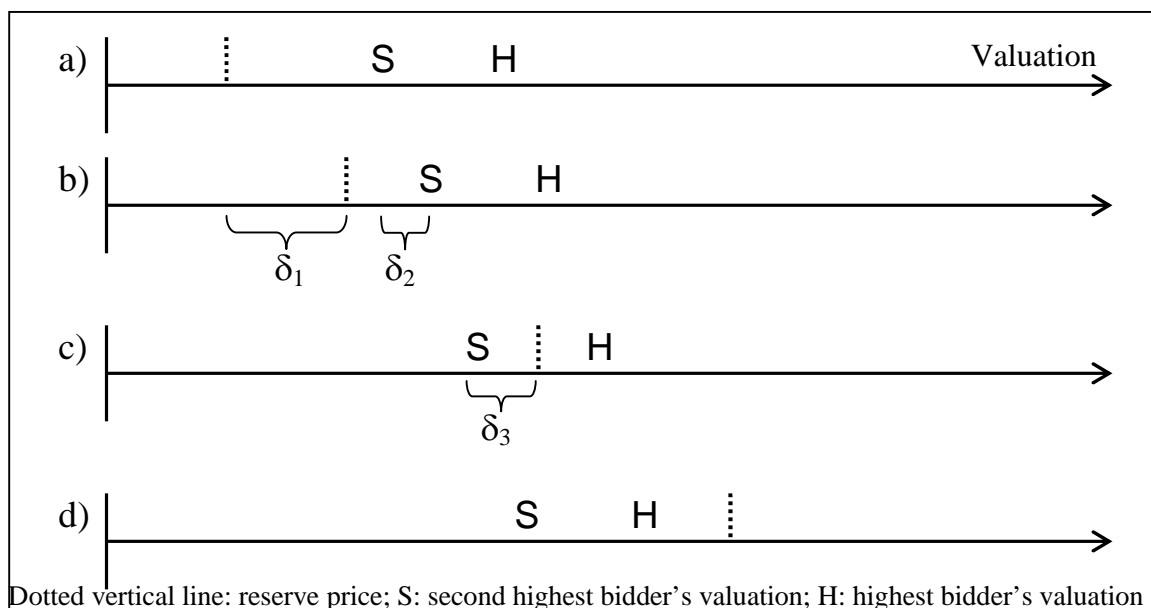 a) S H Valuation
b) S H
δ1 δ2
c) S H
δ3
d) S H
Dotted vertical line: reserve price; S: second highest bidder’s valuation; H: highest bidder’s valuation